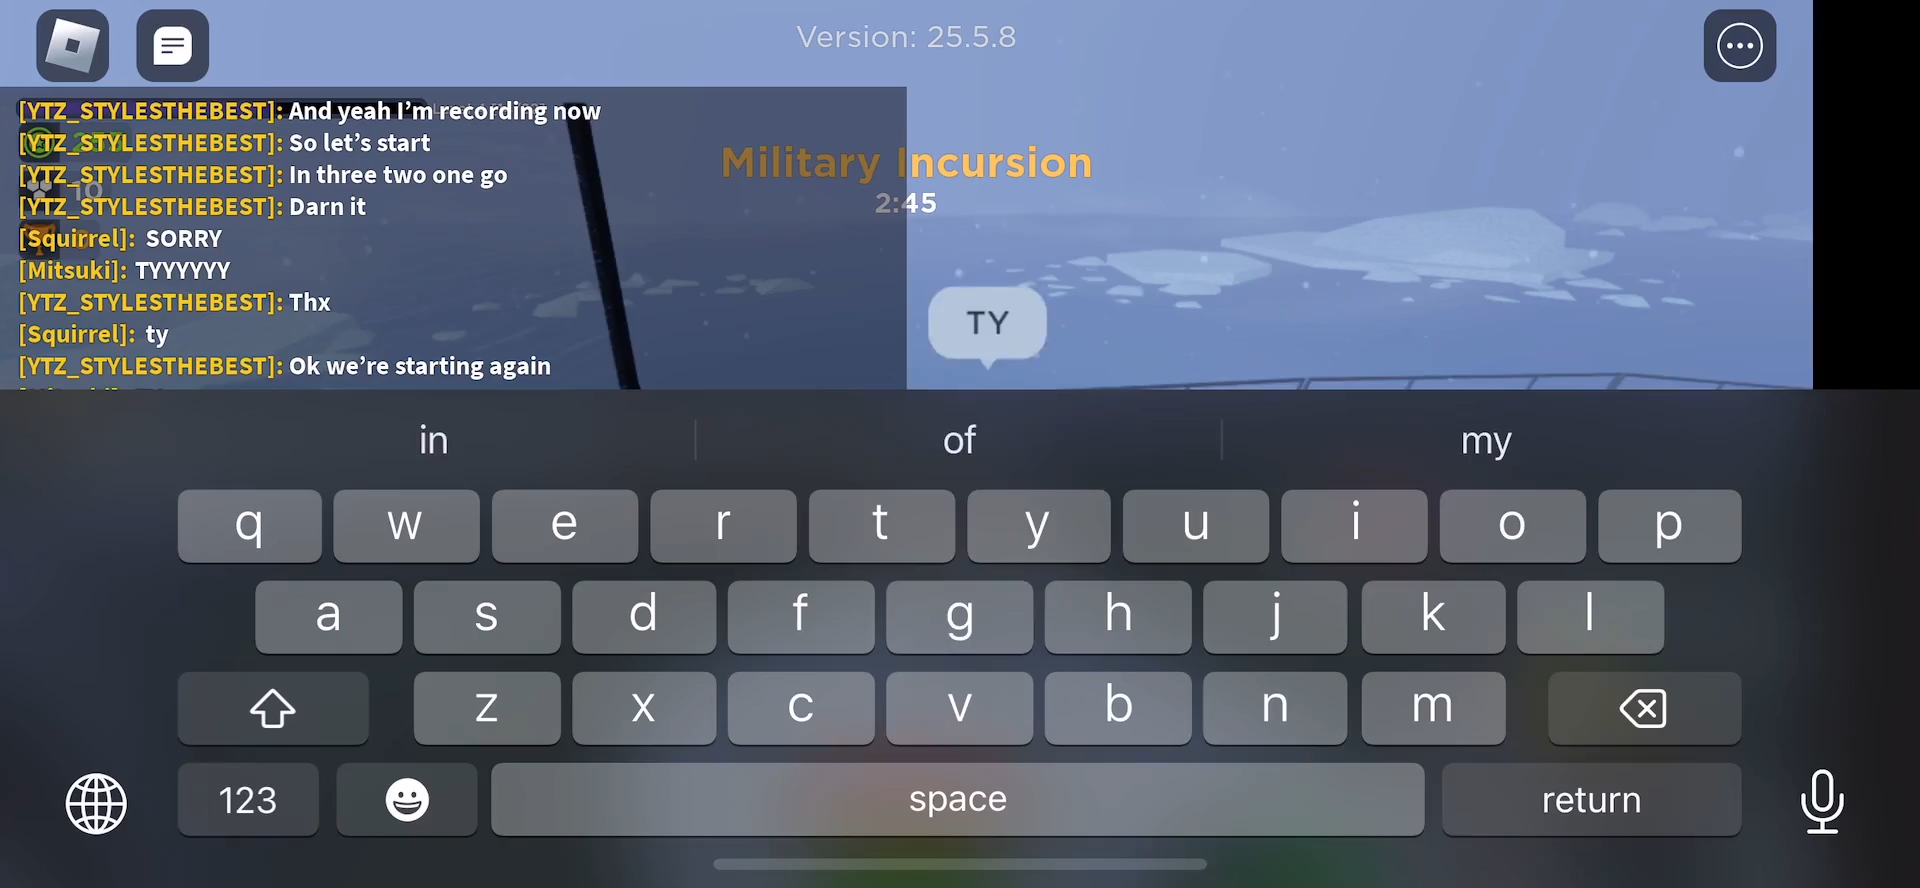 Version: 25.5.8
[YTZ_STYLESTHEBEST]: And yeah I’m recording now
[YTZ_STYLESTHEBEST]: So let’s start
[YTZ_STYLESTHEBEST]: In three two one go
[YTZ_STYLESTHEBEST]: Darn it
[Squirrel]: SORRY
[Mitsuki]: TYYYYYY
[YTZ_STYLESTHEBEST]: Thx
[Squirrel]: ty
[YTZ_STYLESTHEBEST]: Ok we’re starting again
10
Military Incursion
2:45
TY
in of my
q w e r t y u i o p
a s d f g h j k l
z x c v b n m
123 space return